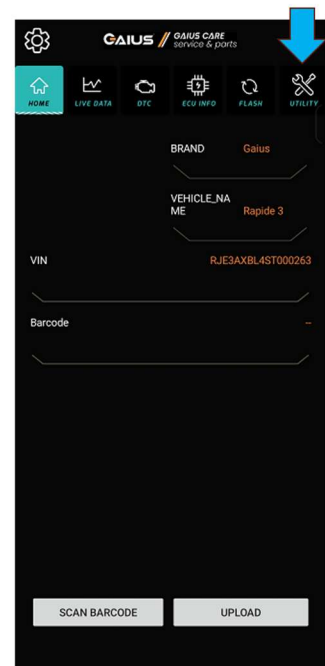 GAIUS // GAIUS CARE
service & parts
HOME LIVE DATA DTC ECU INFO FLASH UTILITY
BRAND Gaius
VEHICLE_NA
ME Rapide 3
VIN RJE3AXBL4ST000263
Barcode --
SCAN BARCODE UPLOAD